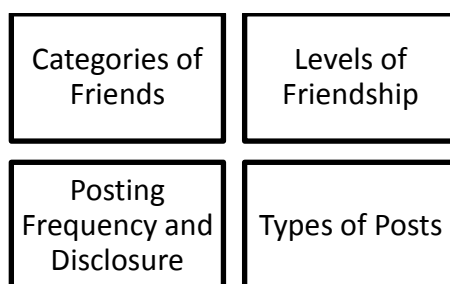 Categories of
Friends
Levels of
Friendship
Posting
Frequency and
Disclosure
Types of Posts